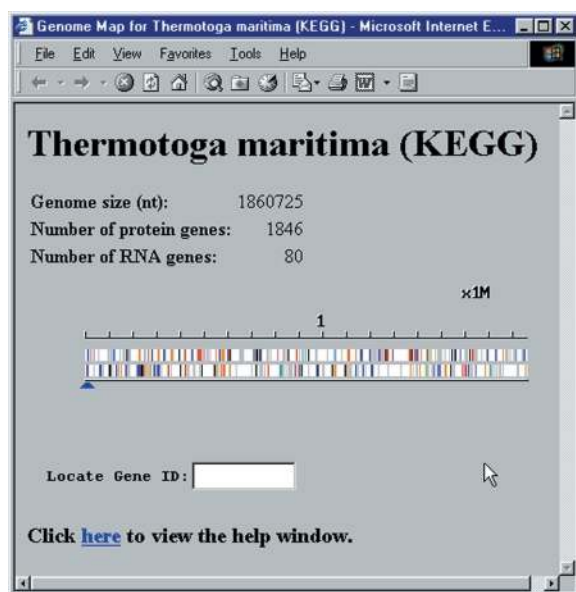 Genome Map for Thermotoga maritima (KEGG) - Microsoft Internet E...
File Edit View Favorites Tools Help
Thermotoga maritima (KEGG)
Genome size (nt): 1860725
Number of protein genes: 1846
Number of RNA genes: 80
x1M
1
Locate Gene ID:
Click here to view the help window.